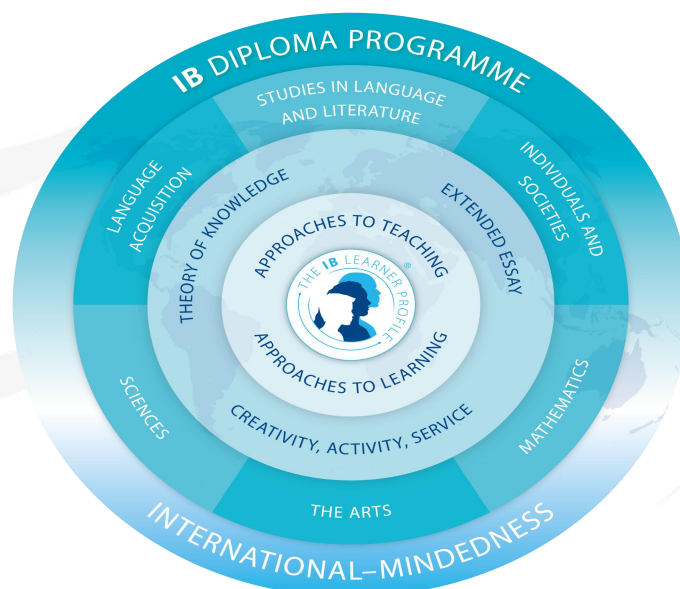 IB DIPLOMA PROGRAMME
STUDIES IN LANGUAGE
AND LITERATURE
LANGUAGE
ACQUISITION
INDIVIDUALS AND
SOCIETIES
THEORY OF KNOWLEDGE
EXTENDED ESSAY
APPROACHES TO TEACHING
THE IB LEARNER PROFILE
®
APPROACHES TO LEARNING
CREATIVITY, ACTIVITY, SERVICE
SCIENCES
MATHEMATICS
THE ARTS
INTERNATIONAL–MINDEDNESS